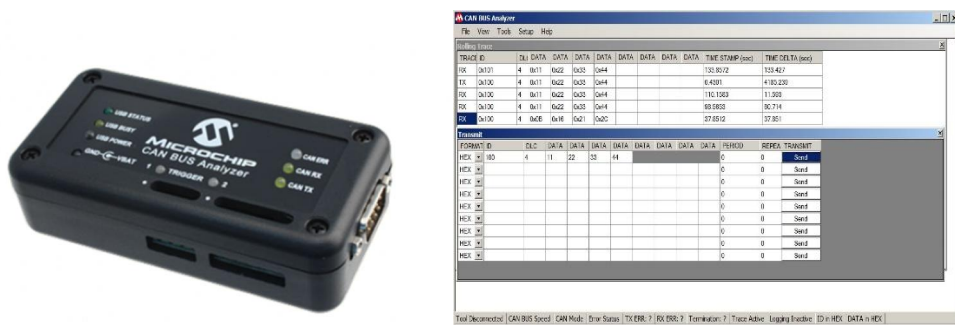 USB STATUS
USB BUSY
USB POWER
GND VBAT
MICROCHIP
CAN BUS Analyzer
1 TRIGGER 2
CAN ERR
CAN RX
CAN TX
CAN BUS Analyzer
File View Tools Setup Help
Rolling Trace
TRACE ID DLC DATA DATA DATA DATA DATA DATA DATA DATA TIME STAMP (sec) TIME DELTA (sec)
RX 0x101 4 0x11 0x22 0x33 0x44 133.427
TX 0x100 4 0x11 0x22 0x33 0x44 4185.239
RX 0x100 4 0x11 0x22 0x33 0x44
RX 0x100 4 0x11 0x22 0x33 0x44 80.714
RX 0x100 4 0x0B 0x16 0x21 0x2C
Transmit
FORMAT ID DLC DATA DATA DATA DATA DATA DATA DATA DATA PERIOD REPEA TRANSMIT
HEX 4 11 22 33 44 0 0 Send
HEX 0 0 Send
HEX 0 0 Send
HEX 0 0 Send
HEX 0 0 Send
HEX 0 0 Send
HEX 0 0 Send
HEX 0 0 Send
HEX 0 0 Send
Tool Disconnected CAN BUS Speed CAN Mode Error Status TX ERR: ? RX ERR: ? Termination: ? Trace Active Logging Inactive ID in HEX DATA in HEX